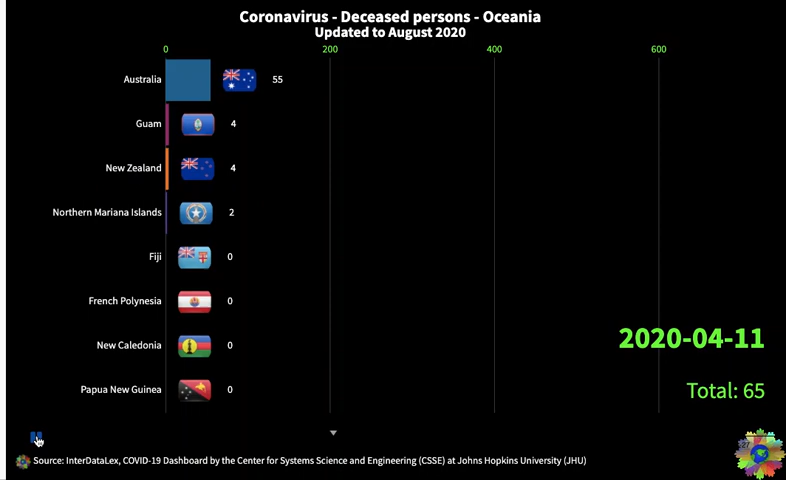 Coronavirus - Deceased persons - Oceania
Updated to August 2020
0 200 400 600
Australia 55
Guam 4
New Zealand 4
Northern Mariana Islands 2
Fiji 0
French Polynesia 0
New Caledonia 0
Papua New Guinea 0
2020-04-11
Total: 65
Source: InterDataLex, COVID-19 Dashboard by the Center for Systems Science and Engineering (CSSE) at Johns Hopkins University (JHU)